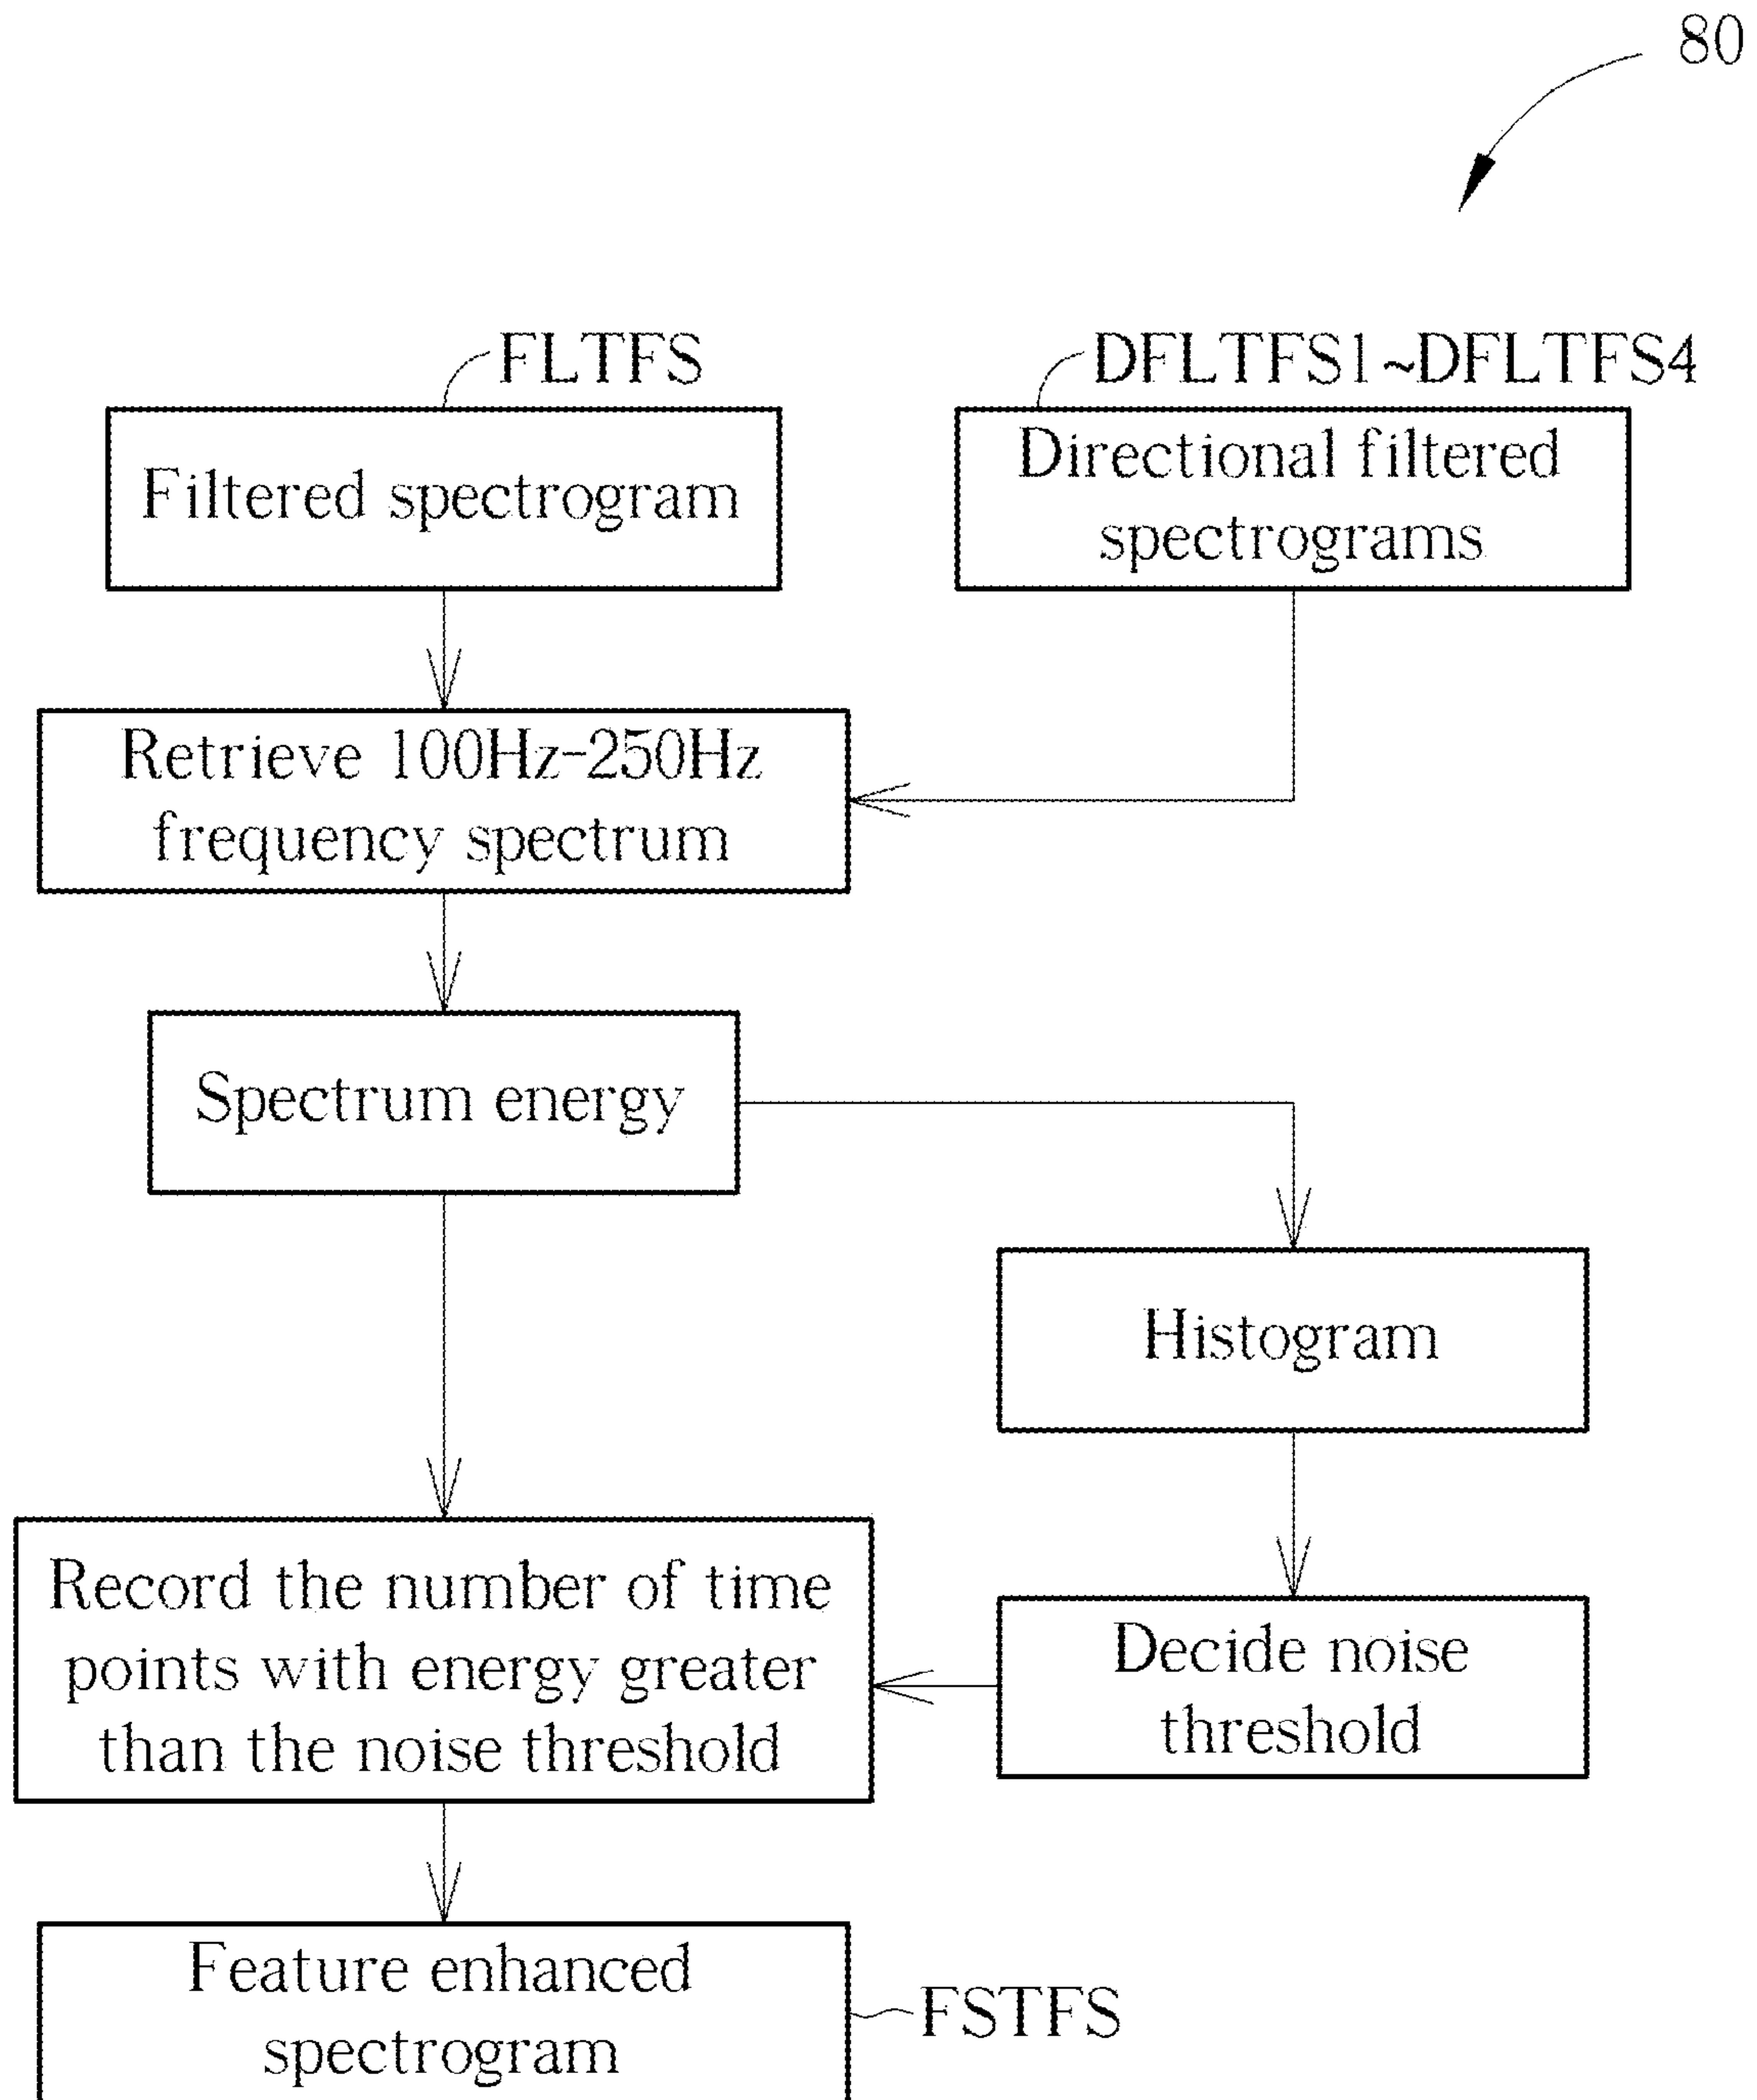 80
FLTFS
DFLTFS1~DFLTFS4
Filtered spectrogram
Directional filtered
spectrograms
Retrieve 100Hz-250Hz
frequency spectrum
Spectrum energy
Histogram
Record the number of time
points with energy greater
than the noise threshold
Decide noise
threshold
Feature enhanced
spectrogram
FSTFS